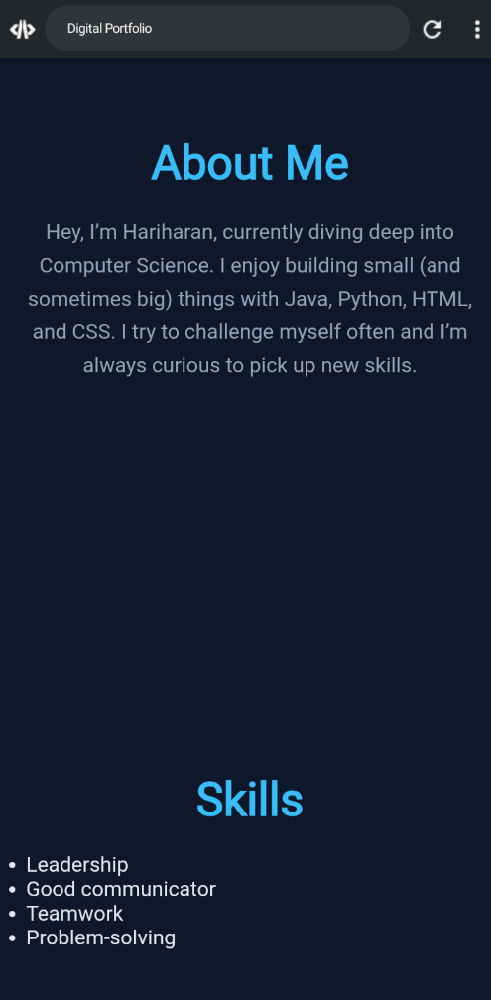 Digital Portfolio
About Me
Hey, I’m Hariharan, currently diving deep into
Computer Science. I enjoy building small (and
sometimes big) things with Java, Python, HTML,
and CSS. I try to challenge myself often and I’m
always curious to pick up new skills.
Skills
• Leadership
• Good communicator
• Teamwork
• Problem-solving